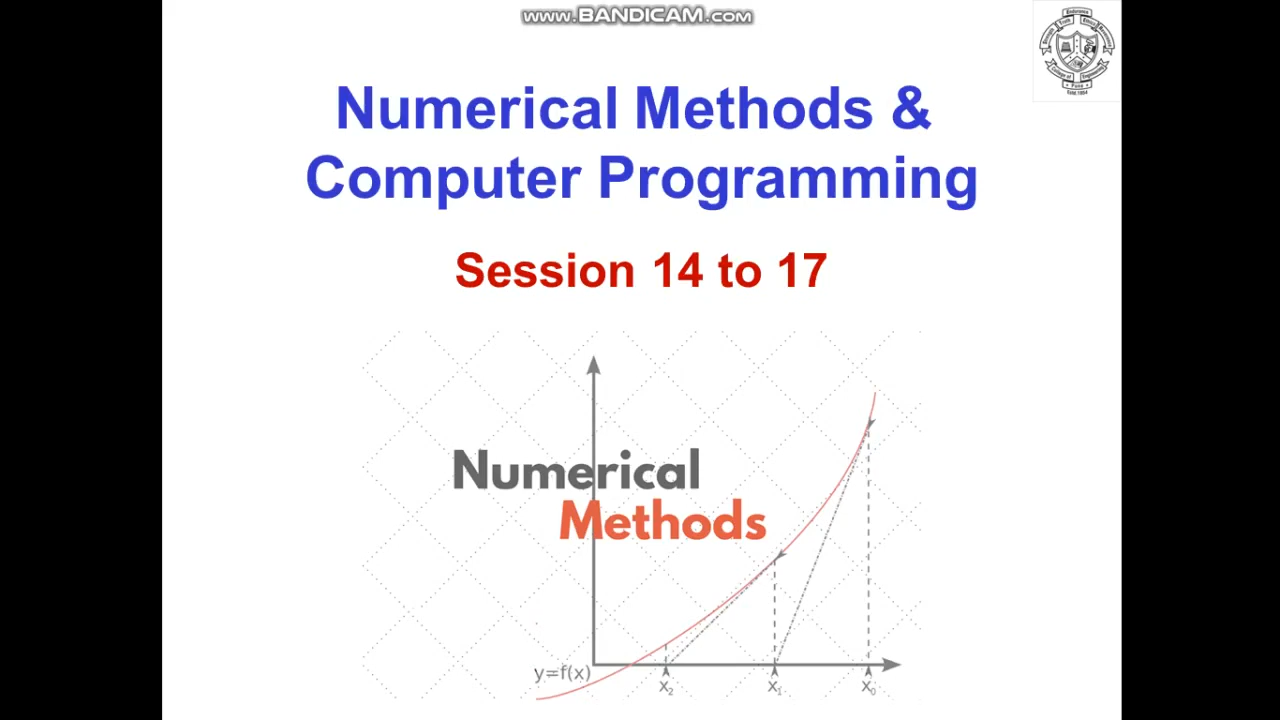 www.BANDICAM.com
Numerical Methods &
Computer Programming
Session 14 to 17
Numerical
Methods
y=f(x)
x₂ x₁ x₀